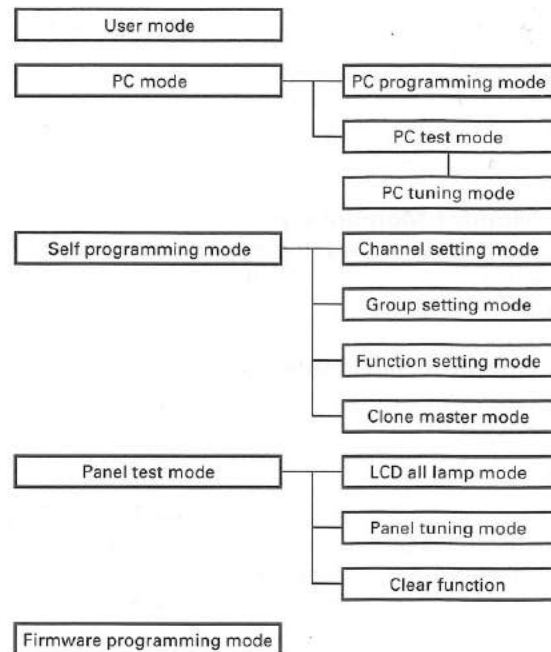 User mode
PC mode
PC programming mode
PC test mode
PC tuning mode
Self programming mode
Channel setting mode
Group setting mode
Function setting mode
Clone master mode
Panel test mode
LCD all lamp mode
Panel tuning mode
Clear function
Firmware programming mode